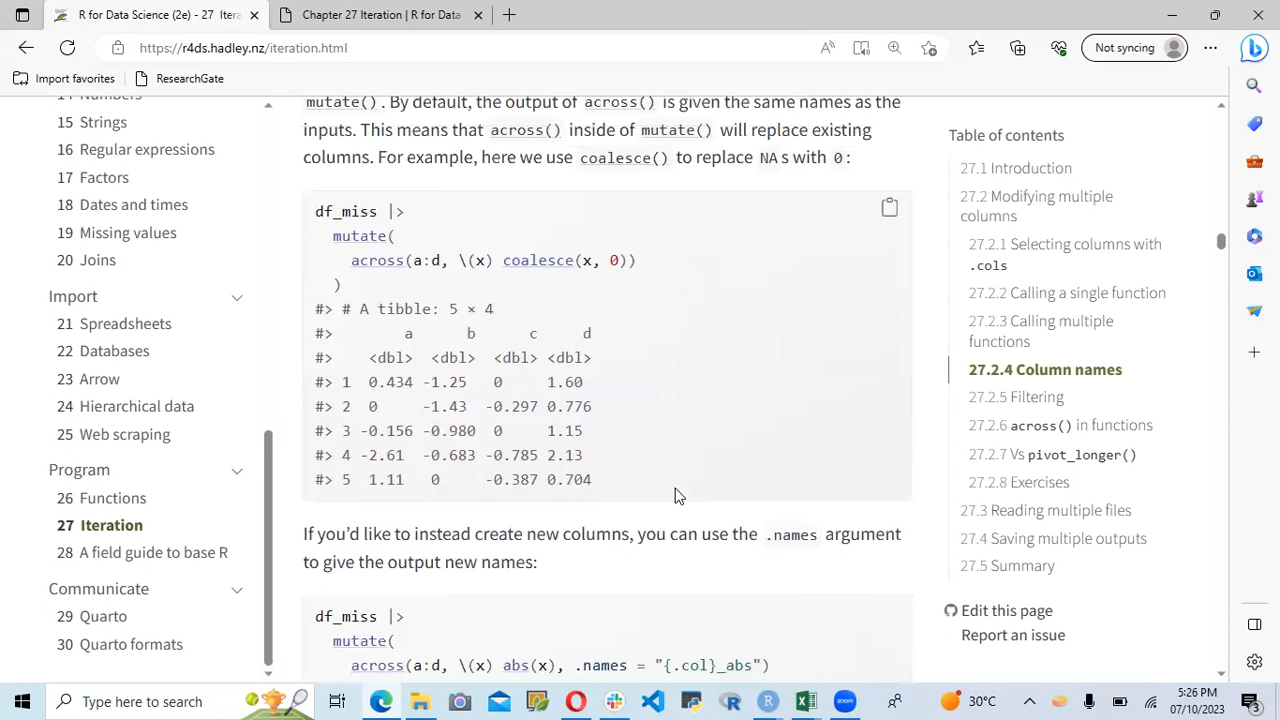 R for Data Science (2e) - 27 Itera
Chapter 27 Iteration | R for Data
https://r4ds.hadley.nz/iteration.html
Not syncing
Import favorites
ResearchGate
14 Numbers
15 Strings
16 Regular expressions
17 Factors
18 Dates and times
19 Missing values
20 Joins
Import
21 Spreadsheets
22 Databases
23 Arrow
24 Hierarchical data
25 Web scraping
Program
26 Functions
27 Iteration
28 A field guide to base R
Communicate
29 Quarto
30 Quarto formats
mutate(). By default, the output of across() is given the same names as the
inputs. This means that across() inside of mutate() will replace existing
columns. For example, here we use coalesce() to replace NAs with 0:
df_miss |>
mutate(
across(a:d, \(x) coalesce(x, 0))
)
#> # A tibble: 5 × 4
#> a b c d
#> <dbl> <dbl> <dbl> <dbl>
#> 1 0.434 -1.25 0 1.60
#> 2 0 -1.43 -0.297 0.776
#> 3 -0.156 -0.980 0 1.15
#> 4 -2.61 -0.683 -0.785 2.13
#> 5 1.11 0 -0.387 0.704
If you’d like to instead create new columns, you can use the .names argument
to give the output new names:
df_miss |>
mutate(
across(a:d, \(x) abs(x), .names = "{.col}_abs")
Table of contents
27.1 Introduction
27.2 Modifying multiple
columns
27.2.1 Selecting columns with
.cols
27.2.2 Calling a single function
27.2.3 Calling multiple
functions
27.2.4 Column names
27.2.5 Filtering
27.2.6 across() in functions
27.2.7 Vs pivot_longer()
27.2.8 Exercises
27.3 Reading multiple files
27.4 Saving multiple outputs
27.5 Summary
Edit this page
Report an issue
Type here to search
30°C
5:26 PM
07/10/2023
3